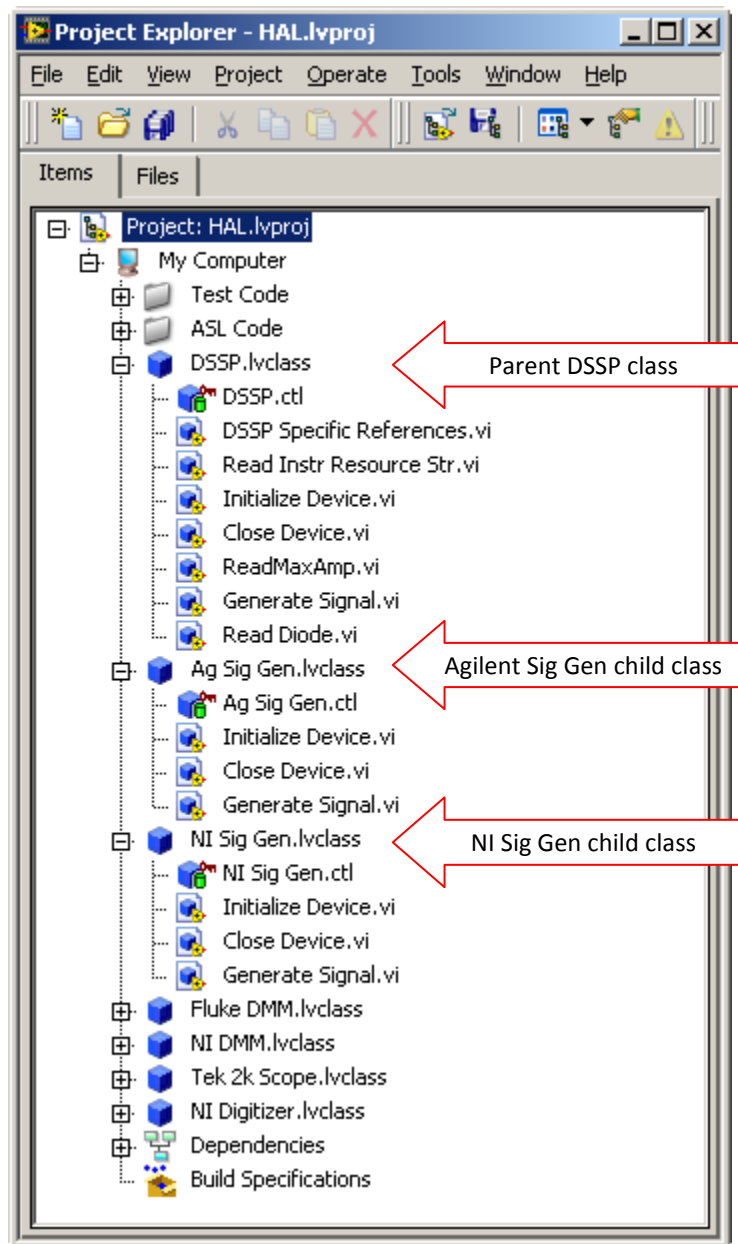 Project Explorer - HAL.lvproj
File Edit View Project Operate Tools Window Help
Items Files
Project: HAL.lvproj
My Computer
Test Code
ASL Code
DSSP.lvclass
Parent DSSP class
DSSP.ctl
DSSP Specific References.vi
Read Instr Resource Str.vi
Initialize Device.vi
Close Device.vi
ReadMaxAmp.vi
Generate Signal.vi
Read Diode.vi
Ag Sig Gen.lvclass
Agilent Sig Gen child class
Ag Sig Gen.ctl
Initialize Device.vi
Close Device.vi
Generate Signal.vi
NI Sig Gen.lvclass
NI Sig Gen child class
NI Sig Gen.ctl
Initialize Device.vi
Close Device.vi
Generate Signal.vi
Fluke DMM.lvclass
NI DMM.lvclass
Tek 2k Scope.lvclass
NI Digitizer.lvclass
Dependencies
Build Specifications